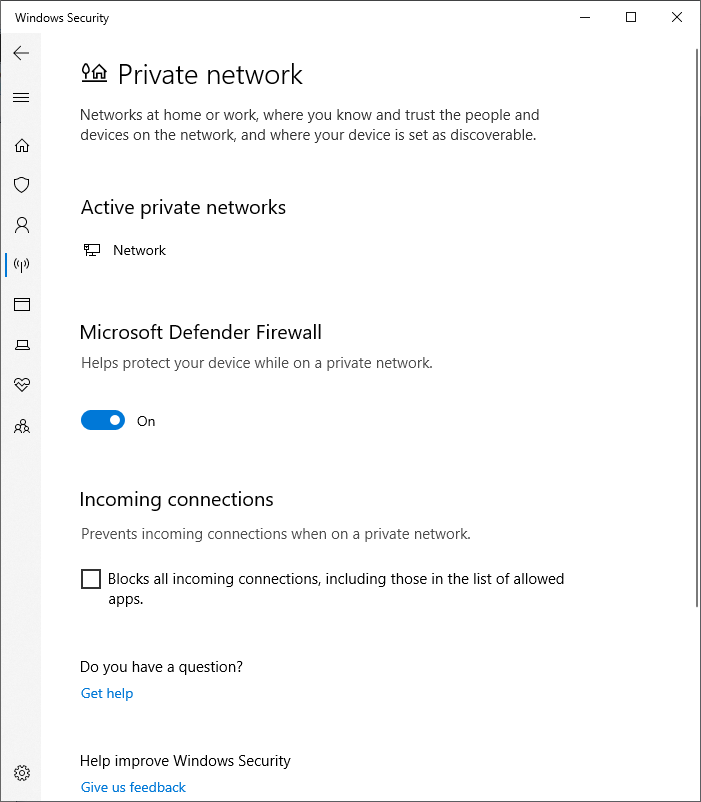 Windows Security
Private network
Networks at home or work, where you know and trust the people and
devices on the network, and where your device is set as discoverable.
Active private networks
Network
Microsoft Defender Firewall
Helps protect your device while on a private network.
On
Incoming connections
Prevents incoming connections when on a private network.
Blocks all incoming connections, including those in the list of allowed
apps.
Do you have a question?
Get help
Help improve Windows Security
Give us feedback